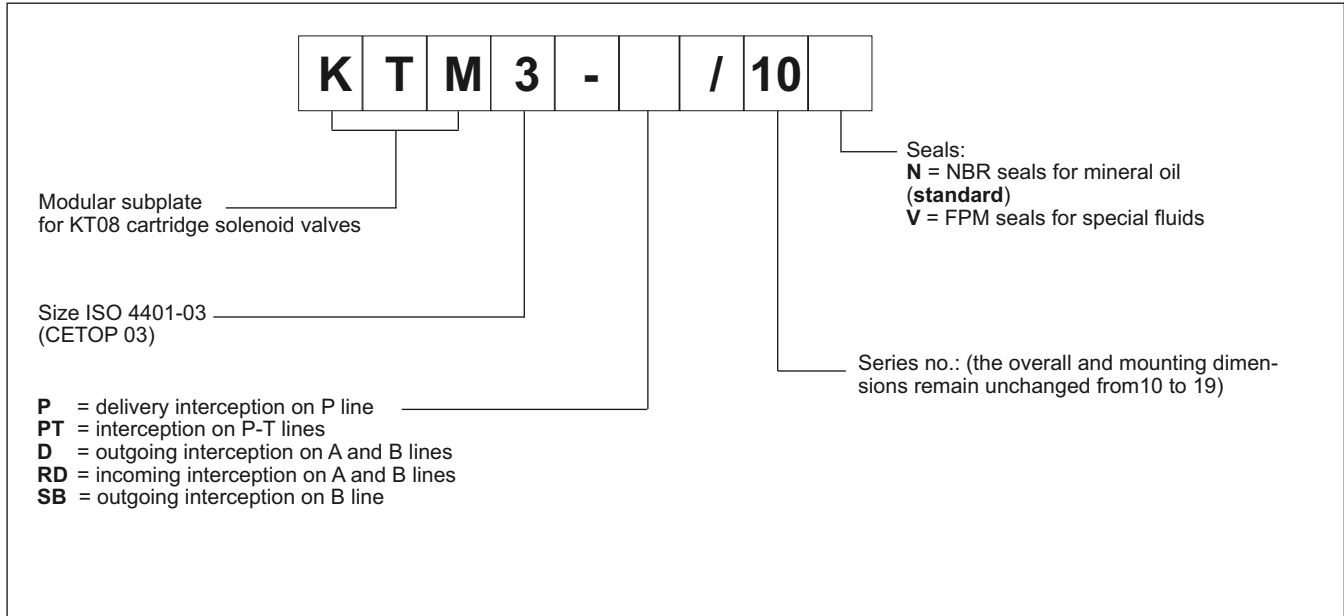 K T M 3 - / 10
Modular subplate
for KT08 cartridge solenoid valves
Size ISO 4401-03
(CETOP 03)
P = delivery interception on P line
PT = interception on P-T lines
D = outgoing interception on A and B lines
RD = incoming interception on A and B lines
SB = outgoing interception on B line
Seals:
N = NBR seals for mineral oil
(standard)
V = FPM seals for special fluids
Series no.: (the overall and mounting dimen-
sions remain unchanged from10 to 19)